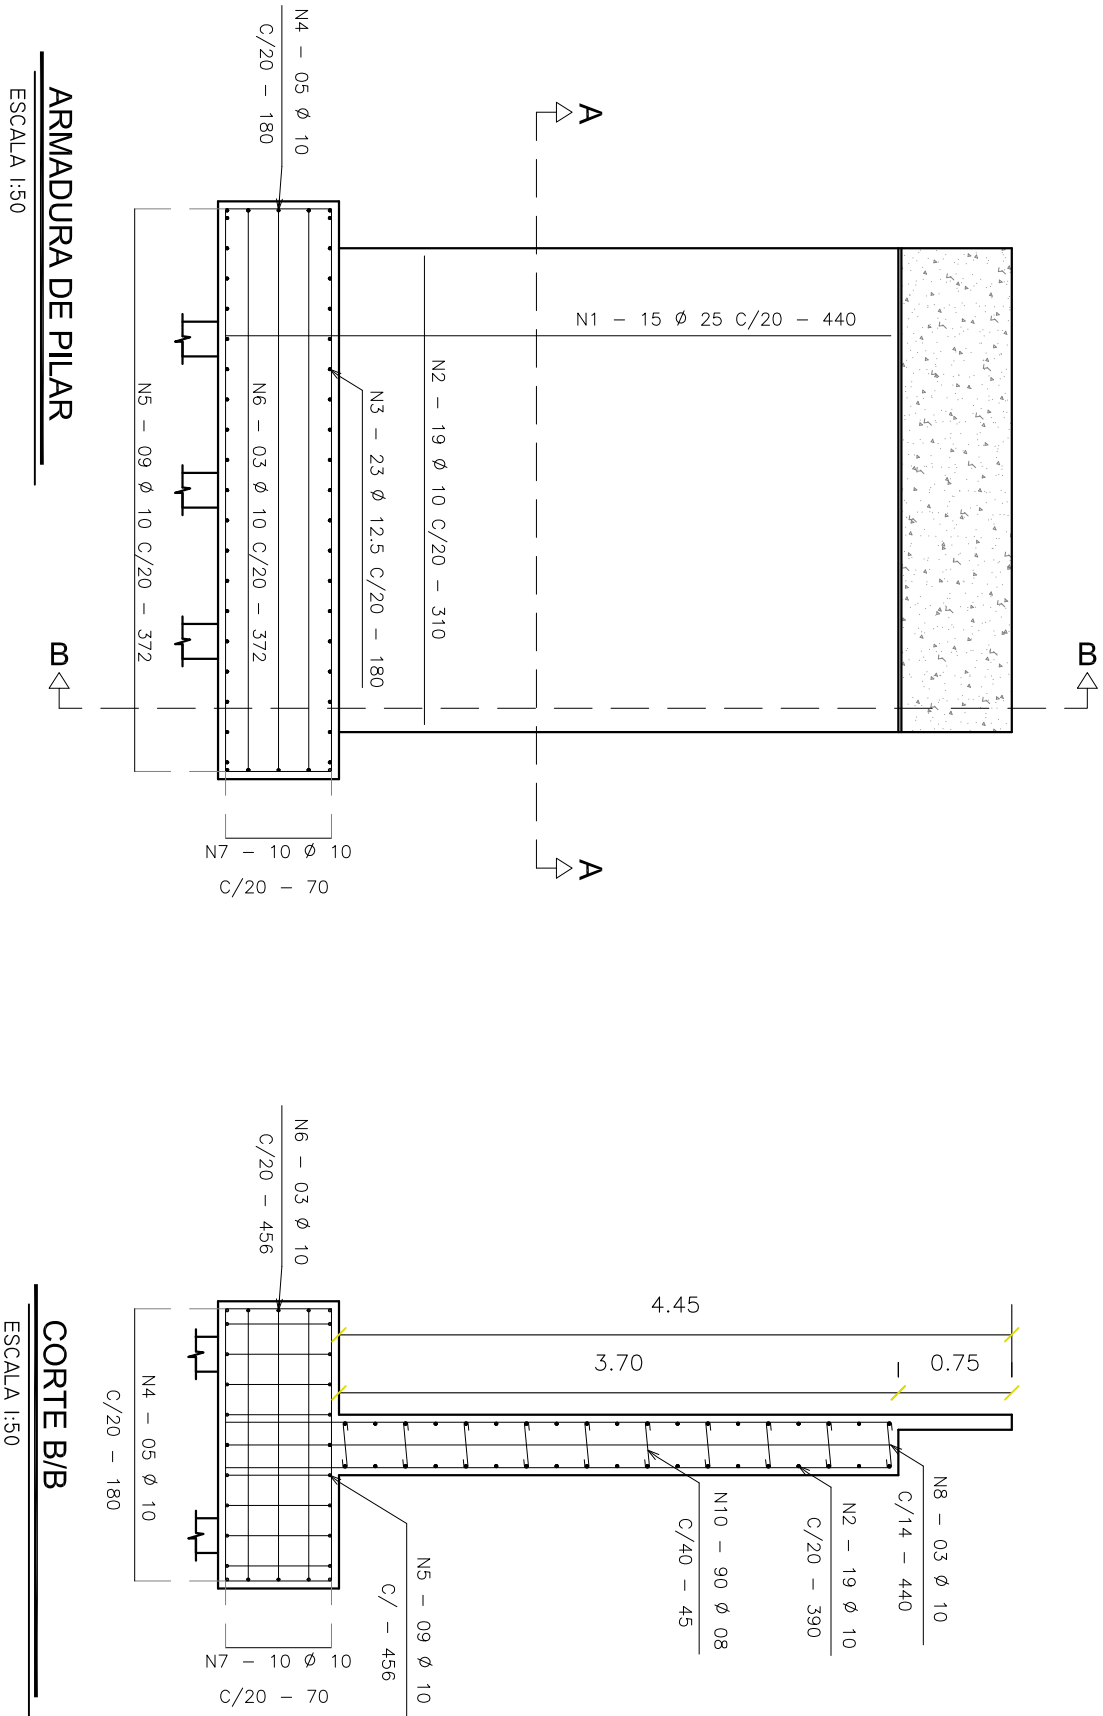 N4 - 05 Ø 10
C/20 - 180
A
A
N1 - 15 Ø 25 C/20 - 440
N2 - 19 Ø 10 C/20 - 310
N3 - 23 Ø 12.5 C/20 - 180
N6 - 03 Ø 10 C/20 - 372
N5 - 09 Ø 10 C/20 - 372
B
B
N7 - 10 Ø 10
C/20 - 70
ARMADURA DE PILAR
ESCALA 1:50
N6 - 03 Ø 10
C/20 - 456
4.45
3.70
0.75
N8 - 03 Ø 10
C/14 - 440
N2 - 19 Ø 10
C/20 - 390
N10 - 90 Ø 08
C/40 - 45
N5 - 09 Ø 10
C/ - 456
N4 - 05 Ø 10
C/20 - 180
N7 - 10 Ø 10
C/20 - 70
CORTE B/B
ESCALA 1:50